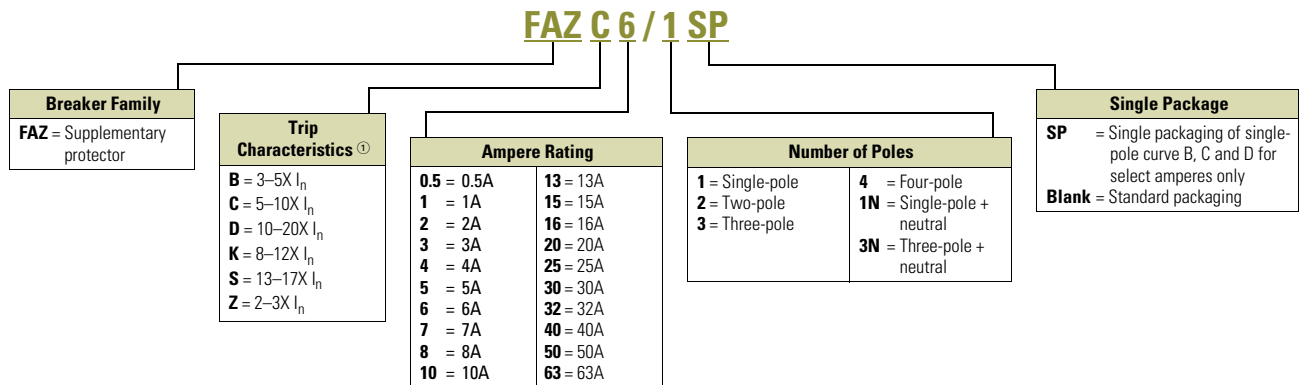 FAZ C 6 / 1 SP
Breaker Family
FAZ = Supplementary
protector
Trip
Characteristics ①
B = 3–5X In
C = 5–10X In
D = 10–20X In
K = 8–12X In
S = 13–17X In
Z = 2–3X In
Ampere Rating
0.5 = 0.5A
1 = 1A
2 = 2A
3 = 3A
4 = 4A
5 = 5A
6 = 6A
7 = 7A
8 = 8A
10 = 10A
13 = 13A
15 = 15A
16 = 16A
20 = 20A
25 = 25A
30 = 30A
32 = 32A
40 = 40A
50 = 50A
63 = 63A
Number of Poles
1 = Single-pole
2 = Two-pole
3 = Three-pole
4 = Four-pole
1N = Single-pole +
neutral
3N = Three-pole +
neutral
Single Package
SP = Single packaging of single-
pole curve B, C and D for
select amperes only
Blank = Standard packaging